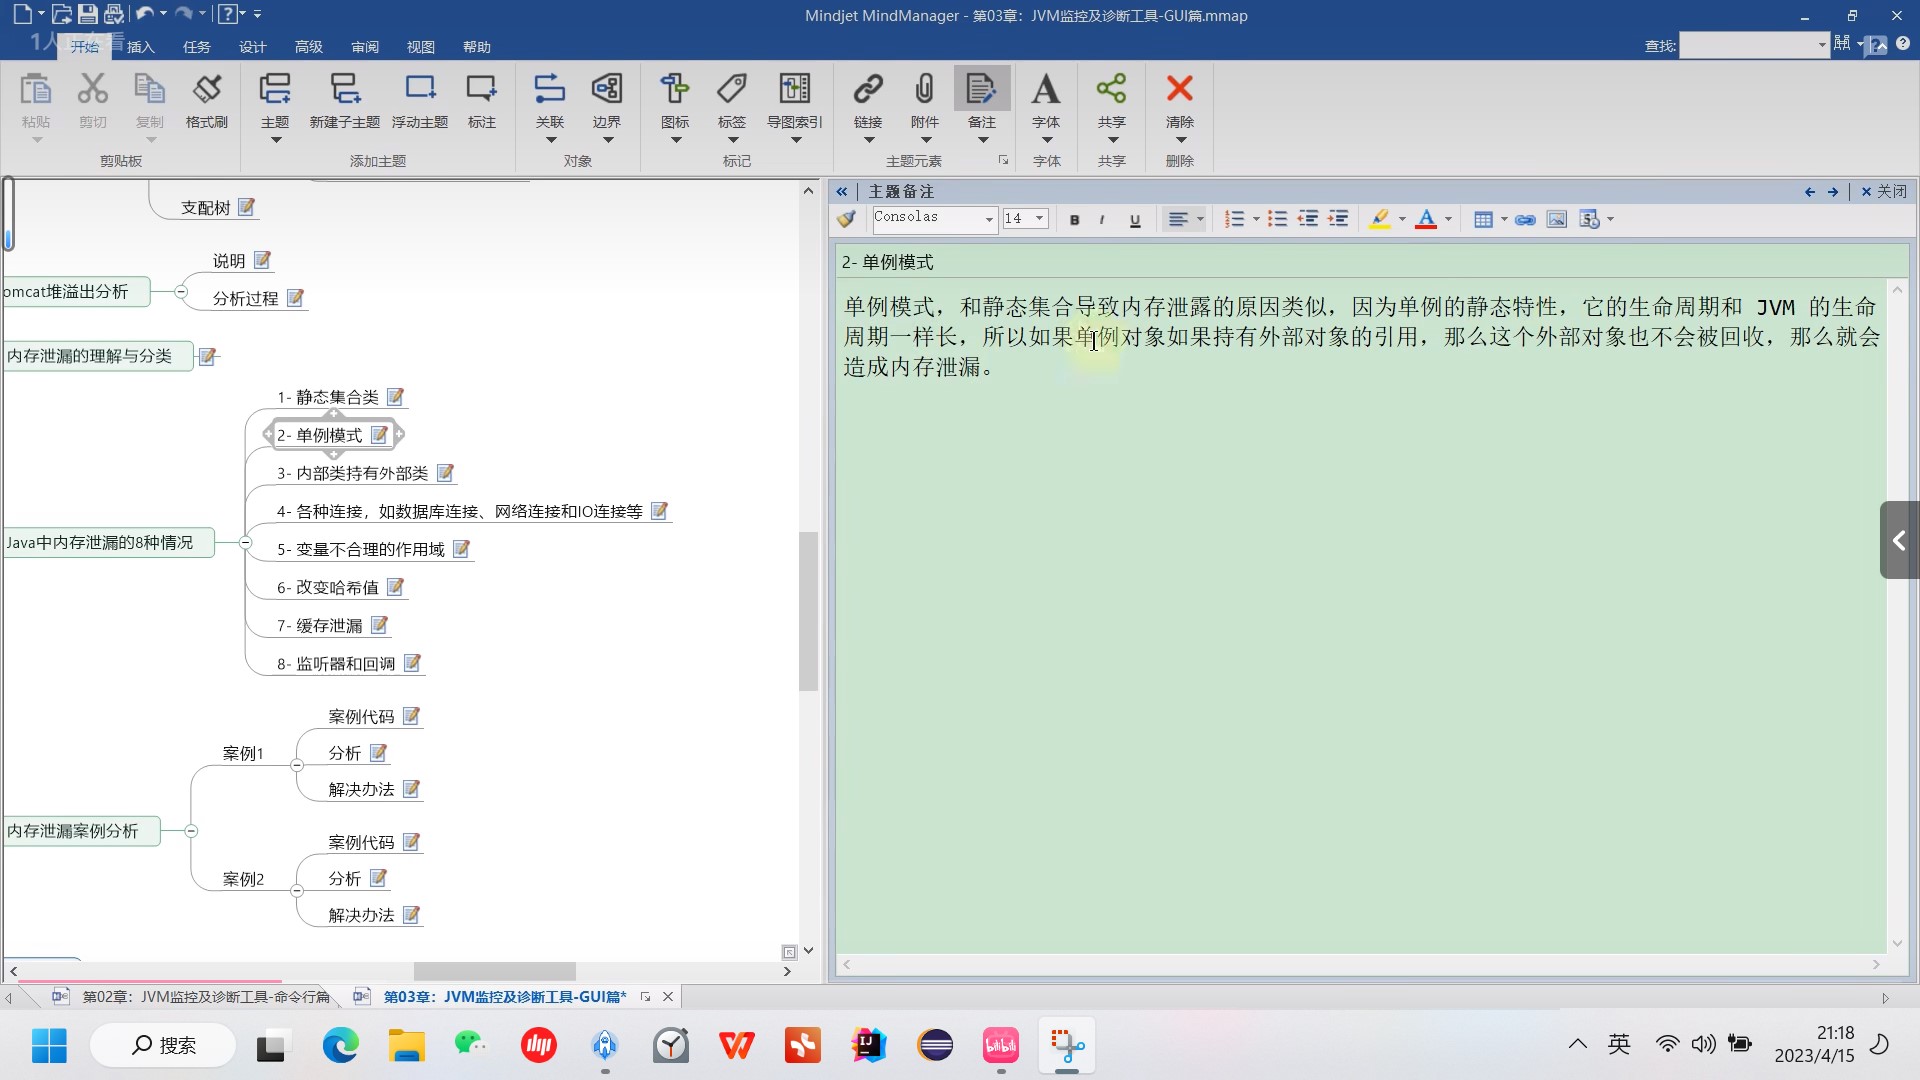 Mindjet MindManager - 第03章：JVM监控及诊断工具-GUI篇.mmap
1人正在看
开始 插入 任务 设计 高级 审阅 视图 帮助
查找:
粘贴 剪切 复制 格式刷 主题 新建子主题 浮动主题 标注 关联 边界 图标 标签 导图索引 链接 附件 备注 字体 共享 清除
剪贴板 添加主题 对象 标记 主题元素 字体 共享 删除
支配树
说明
omcat堆溢出分析
分析过程
内存泄漏的理解与分类
1- 静态集合类
2- 单例模式
3- 内部类持有外部类
4- 各种连接，如数据库连接、网络连接和IO连接等
Java中内存泄漏的8种情况
5- 变量不合理的作用域
6- 改变哈希值
7- 缓存泄漏
8- 监听器和回调
案例代码
案例1
分析
解决办法
内存泄漏案例分析
案例代码
案例2
分析
解决办法
主题备注
关闭
Consolas 14 B I U
2- 单例模式
单例模式，和静态集合导致内存泄露的原因类似，因为单例的静态特性，它的生命周期和 JVM 的生命
周期一样长，所以如果单例对象如果持有外部对象的引用，那么这个外部对象也不会被回收，那么就会
造成内存泄漏。
第02章：JVM监控及诊断工具-命令行篇
第03章：JVM监控及诊断工具-GUI篇*
搜索
英
21:18
2023/4/15